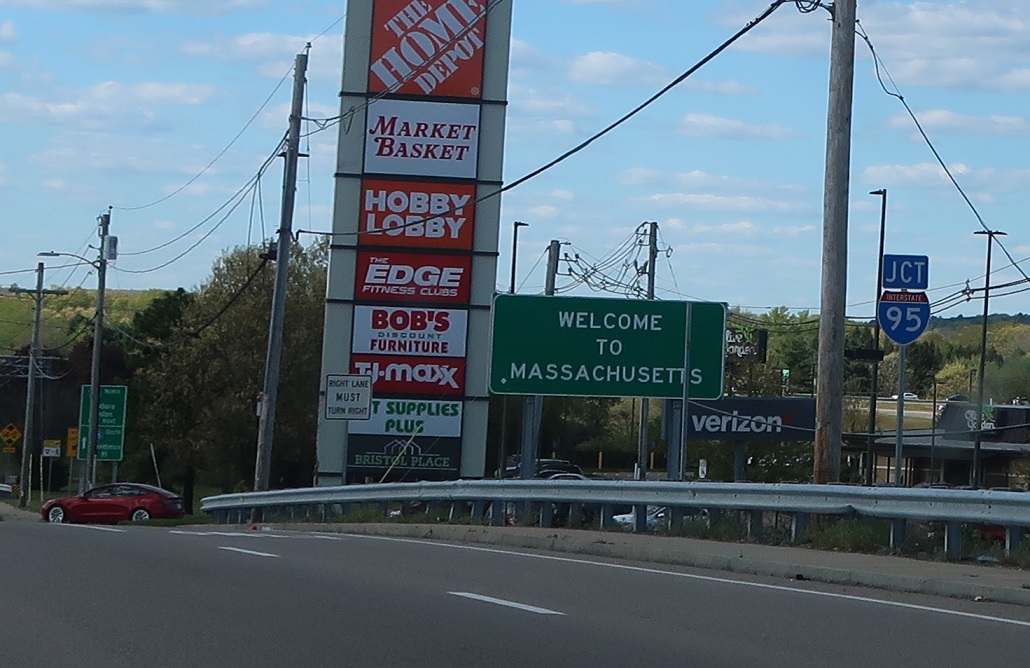 THE
HOME
DEPOT
MARKET
BASKET
HOBBY
LOBBY
THE
EDGE
FITNESS CLUBS
BOB'S
DISCOUNT
FURNITURE
T.J.maxx
T SUPPLIES
PLUS
BRISTOL PLACE
RIGHT LANE
MUST
TURN RIGHT
WELCOME
TO
MASSACHUSETTS
verizon
JCT
INTERSTATE
95